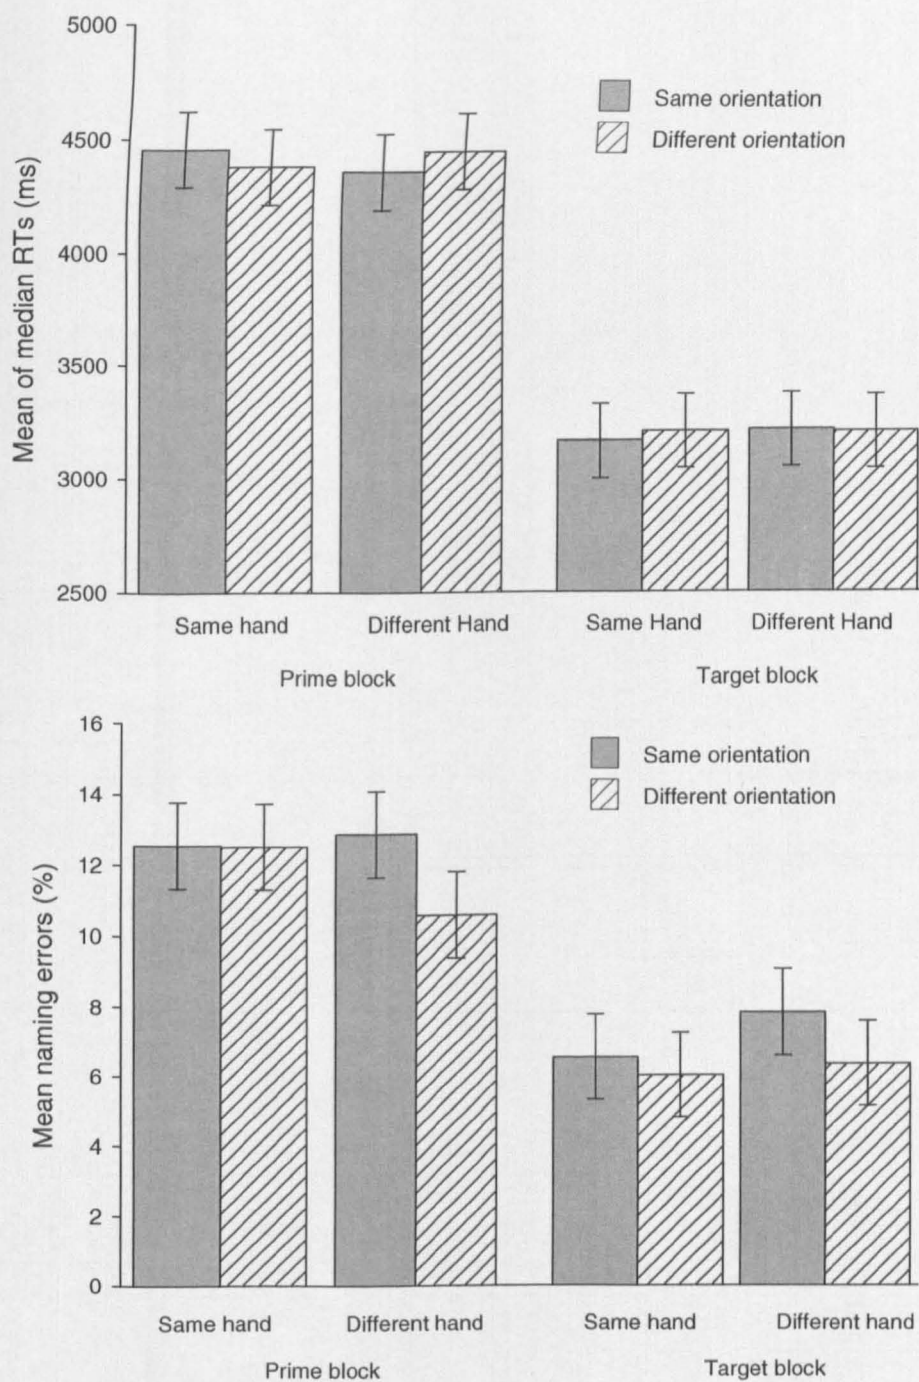 5000
4500
4000
3500
3000
2500
Mean of median RTs (ms)
Same orientation
Different orientation
Same hand
Different Hand
Same Hand
Different Hand
Prime block
Target block
16
14
12
10
8
6
4
2
0
Mean naming errors (%)
Same orientation
Different orientation
Same hand
Different hand
Same hand
Different hand
Prime block
Target block